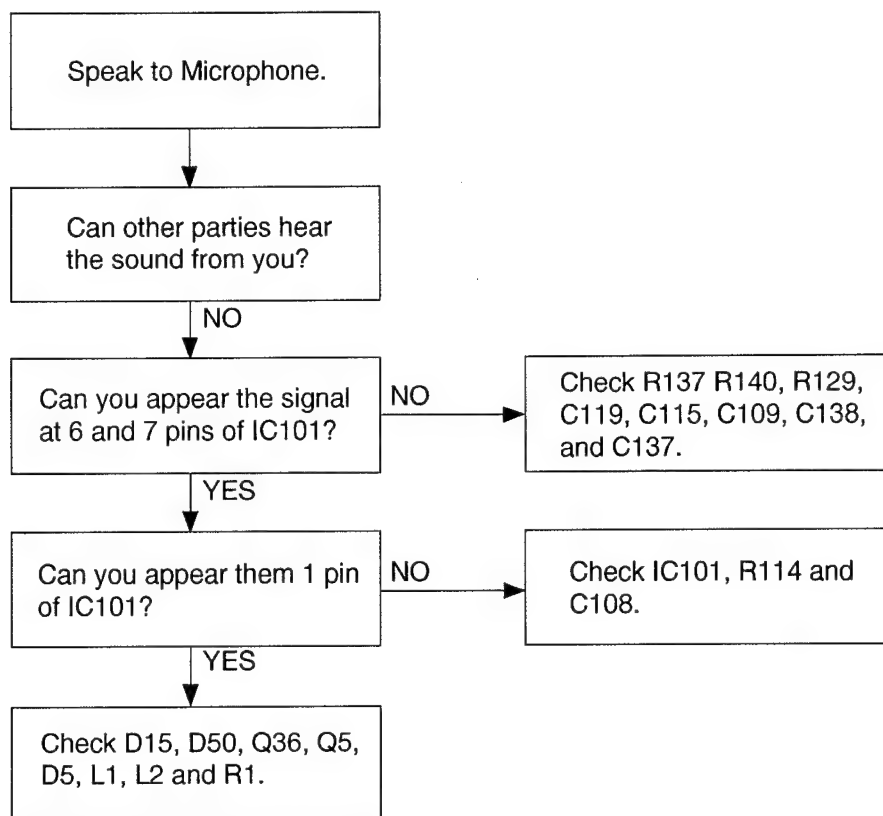 Speak to Microphone.
Can other parties hear
the sound from you?
NO
Can you appear the signal
at 6 and 7 pins of IC101?
NO
Check R137 R140, R129,
C119, C115, C109, C138,
and C137.
YES
Can you appear them 1 pin
of IC101?
NO
Check IC101, R114 and
C108.
YES
Check D15, D50, Q36, Q5,
D5, L1, L2 and R1.